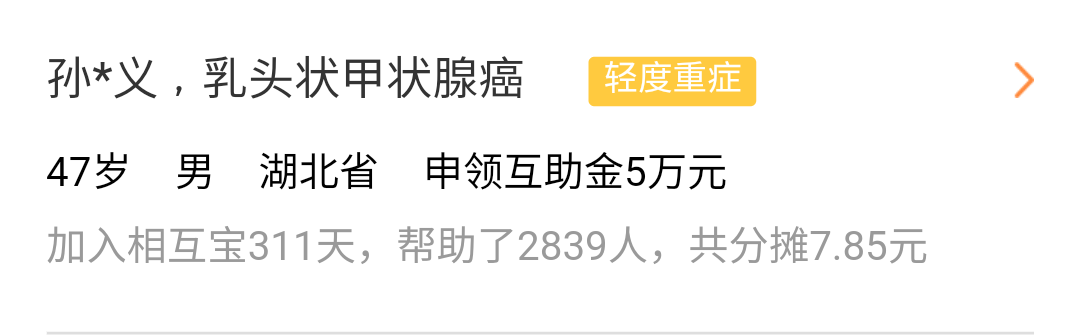 孙*义，乳头状甲状腺癌 轻度重症
47岁 男 湖北省 申领互助金5万元
加入相互宝311天，帮助了2839人，共分摊7.85元